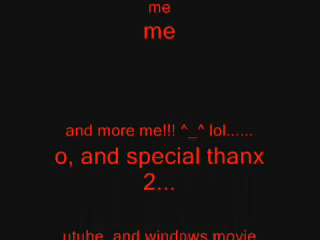 me
me
and more me!!! ^_^ lol......
o, and special thanx
2...
utube, and windows movie